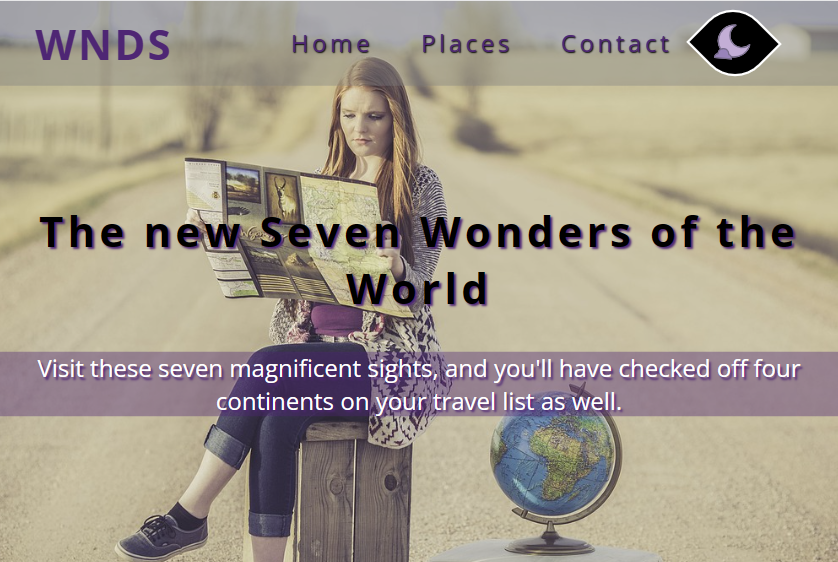 WNDS
Home Places Contact
The new Seven Wonders of the
World
Visit these seven magnificent sights, and you'll have checked off four
continents on your travel list as well.